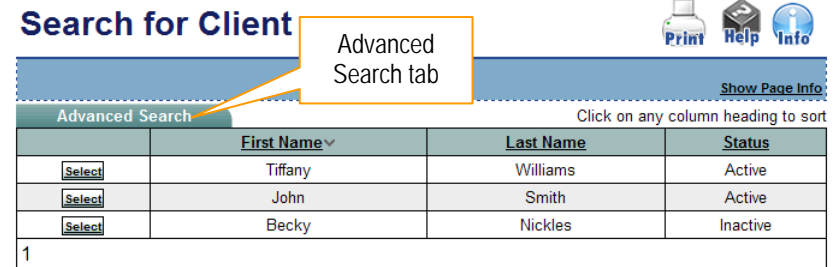 Search for Client
Advanced
Search tab
Print Help Info
Show Page Info
Advanced Search
Click on any column heading to sort
First Name Last Name Status
Select Tiffany Williams Active
Select John Smith Active
Select Becky Nickles Inactive
1